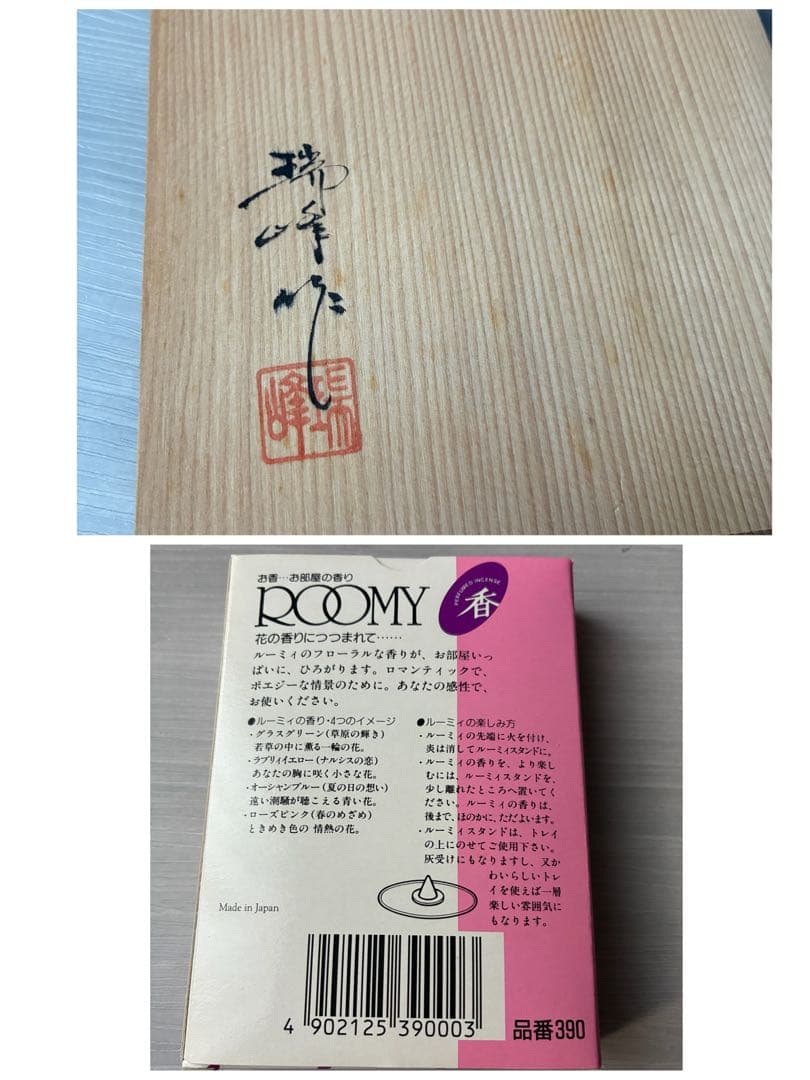 瑞峰作
瑞峰
お香…お部屋の香り
ROOMY
PERFUMED INCENSE
香
花の香りにつつまれて……
ルーミィのフローラルな香りが、お部屋いっ
ぱいに、ひろがります。ロマンティックで、
ポエジーな情景のために。あなたの感性で、
お使いください。
●ルーミィの香り・4つのイメージ
・グラスグリーン(草原の輝き)
若草の中に薫る一輪の花。
・ラブリィイエロー(ナルシスの恋)
あなたの胸に咲く小さな花。
・オーシャンブルー(夏の日の想い)
遠い潮騒が聴こえる青い花。
・ローズピンク(春のめざめ)
ときめき色の 情熱の花。
●ルーミィの楽しみ方
・ルーミィの先端に火を付け、
炎は消してルーミィスタンドに。
・ルーミィの香りを、より楽し
むには、ルーミィスタンドを、
少し離れたところへ置いてく
ださい。ルーミィの香りは、
後まで、ほのかに、ただよいます。
・ルーミィスタンドは、トレイ
の上にのせてご使用下さい。
灰受けにもなりますし、又か
わいらしいトレ
イを使えば一層
楽しい雰囲気に
もなります。
Made in Japan
4 902125 390003
品番390